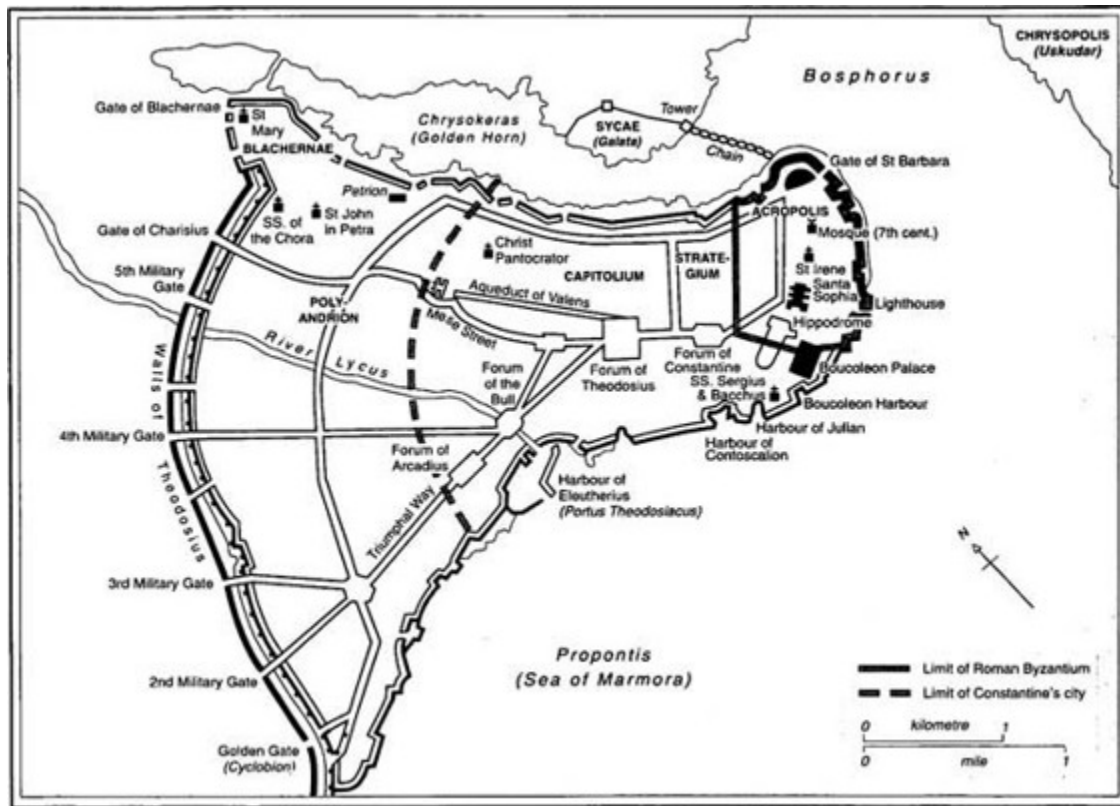 CHRYSOPOLIS
(Uskudar)
Bosphorus
Gate of Blachernae
St
Mary
BLACHERNAE
Chrysokeras
(Golden Horn)
Tower
SYCAE
(Galata)
Chain
Gate of St Barbara
Petrion
ACROPOLIS
SS. of
the Chora
St John
in Petra
Mosque (7th cent.)
Gate of Charisius
Christ
Pantocrator
CAPITOLIUM
STRATE-
GIUM
St Irene
Santa
Sophia
5th Military
Gate
POLY-
ANDRION
Aqueduct of Valens
Mese Street
Lighthouse
Hippodrome
River Lycus
Walls of Theodosius
Forum
of the
Bull
Forum of
Theodosius
Forum of
Constantine
SS. Sergius
& Bacchus
Boucoleon Palace
Boucoleon Harbour
Harbour of Julian
Harbour of
Contoscalion
4th Military Gate
Forum of
Arcadius
Harbour of
Eleutherius
(Portus Theodosiacus)
Triumphal Way
N
3rd Military Gate
Propontis
(Sea of Marmora)
2nd Military Gate
Limit of Roman Byzantium
Limit of Constantine's city
Golden Gate
(Cyclobion)
0 kilometre 1
0 mile 1